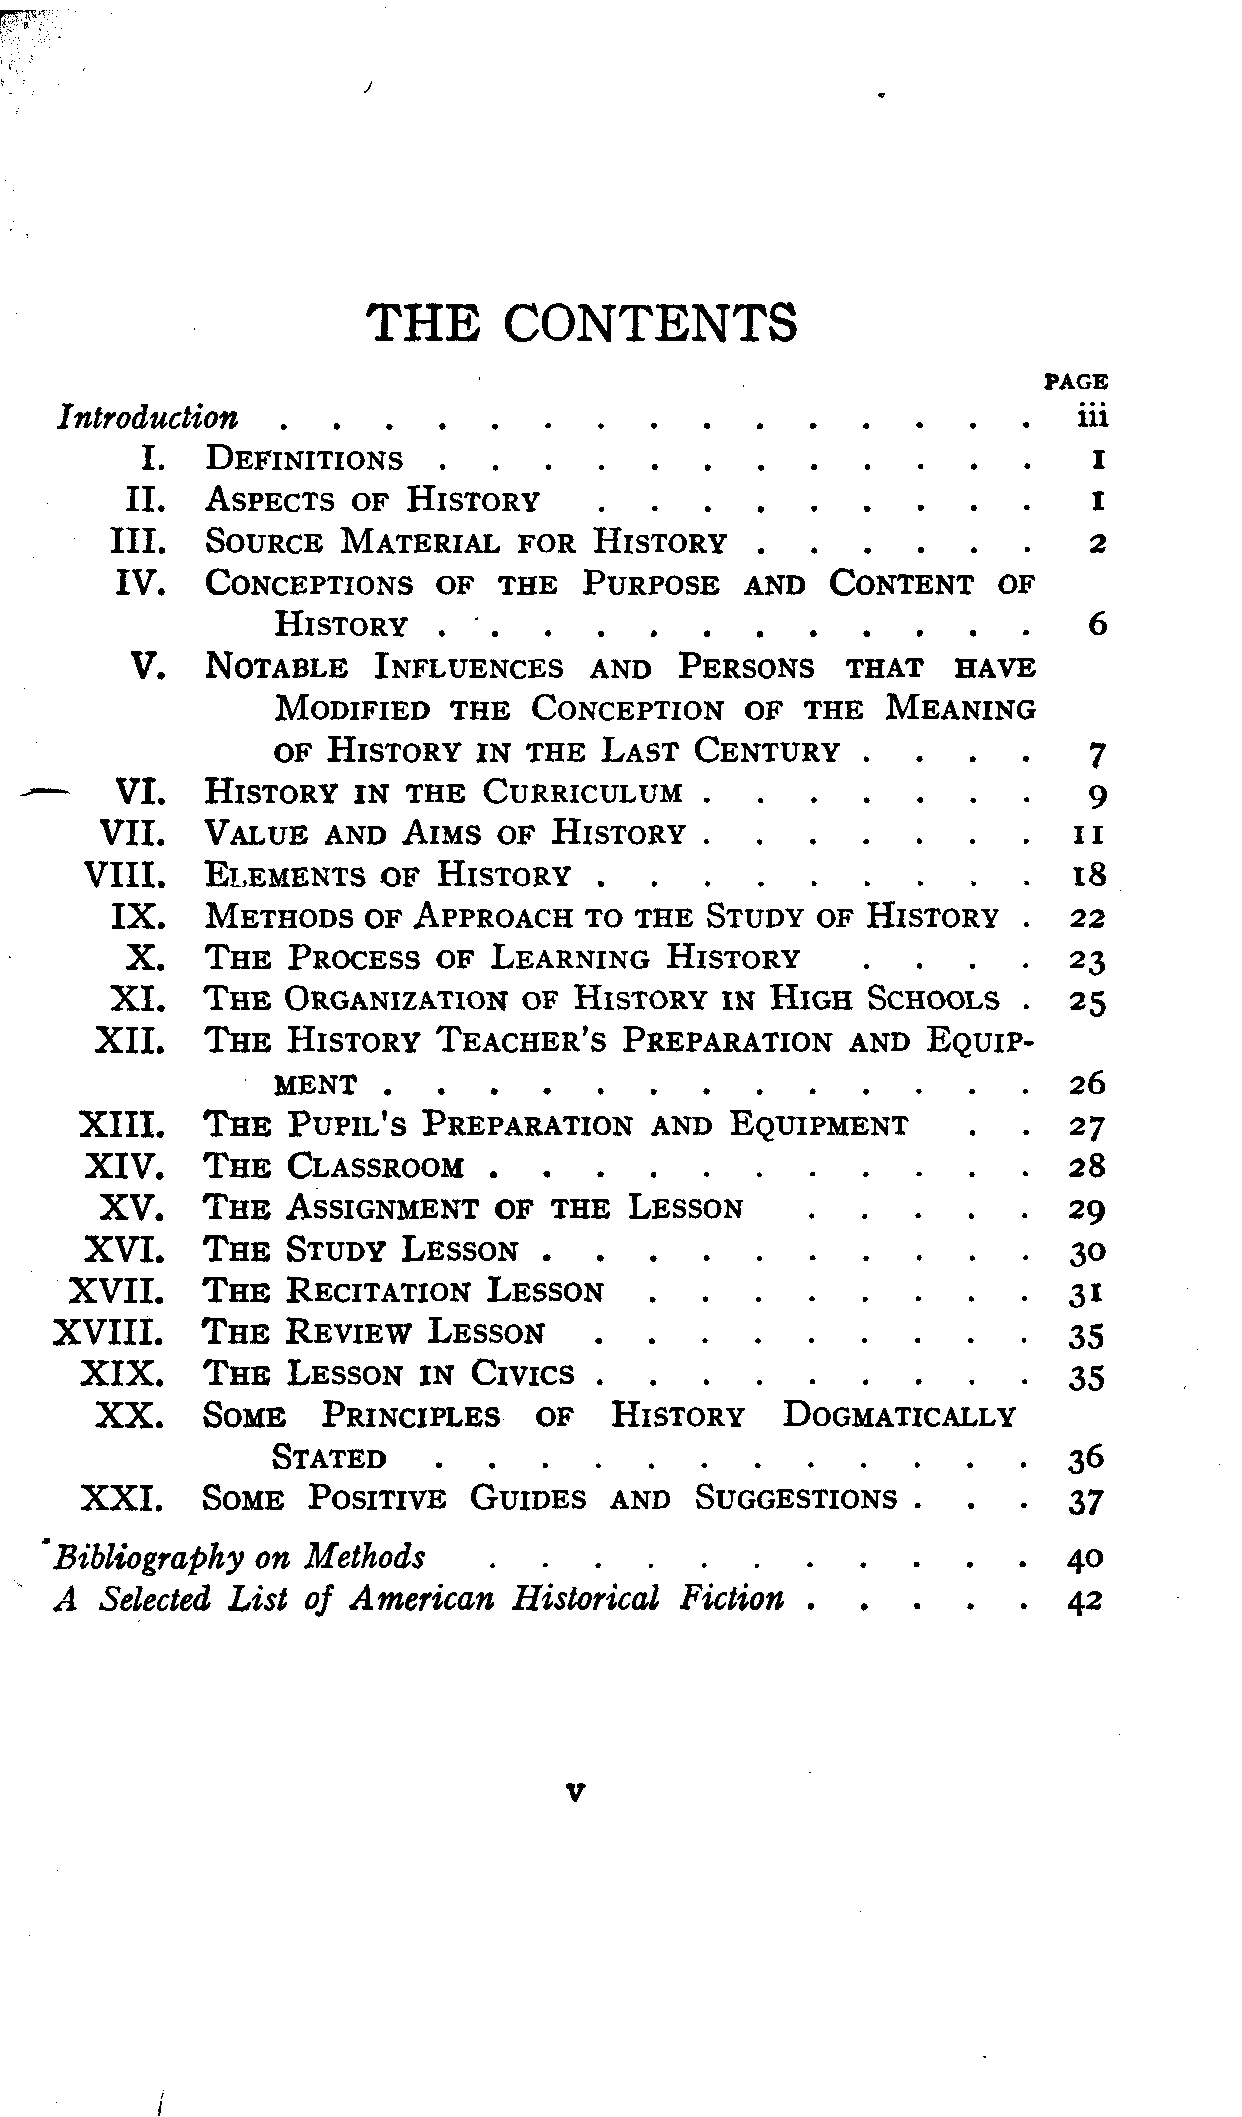 THE CONTENTS
PAGE
Introduction . . . . . . . . . . . . . . . iii
I. Definitions . . . . . . . . . . . . 1
II. Aspects of History . . . . . . . . . 1
III. Source Material for History . . . . . . 2
IV. Conceptions of the Purpose and Content of
History . . . . . . . . . . . . 6
V. Notable Influences and Persons that have
Modified the Conception of the Meaning
of History in the Last Century . . . . 7
VI. History in the Curriculum . . . . . . . 9
VII. Value and Aims of History . . . . . . . 11
VIII. Elements of History . . . . . . . . . 18
IX. Methods of Approach to the Study of History . 22
X. The Process of Learning History . . . . 23
XI. The Organization of History in High Schools . 25
XII. The History Teacher's Preparation and Equip-
ment . . . . . . . . . . . . . 26
XIII. The Pupil's Preparation and Equipment . . 27
XIV. The Classroom . . . . . . . . . . . 28
XV. The Assignment of the Lesson . . . . . 29
XVI. The Study Lesson . . . . . . . . . . 30
XVII. The Recitation Lesson . . . . . . . . 31
XVIII. The Review Lesson . . . . . . . . . 35
XIX. The Lesson in Civics . . . . . . . . . 35
XX. Some Principles of History Dogmatically
Stated . . . . . . . . . . . . 36
XXI. Some Positive Guides and Suggestions . . . 37
Bibliography on Methods . . . . . . . . . . . 40
A Selected List of American Historical Fiction . . . . . 42
v